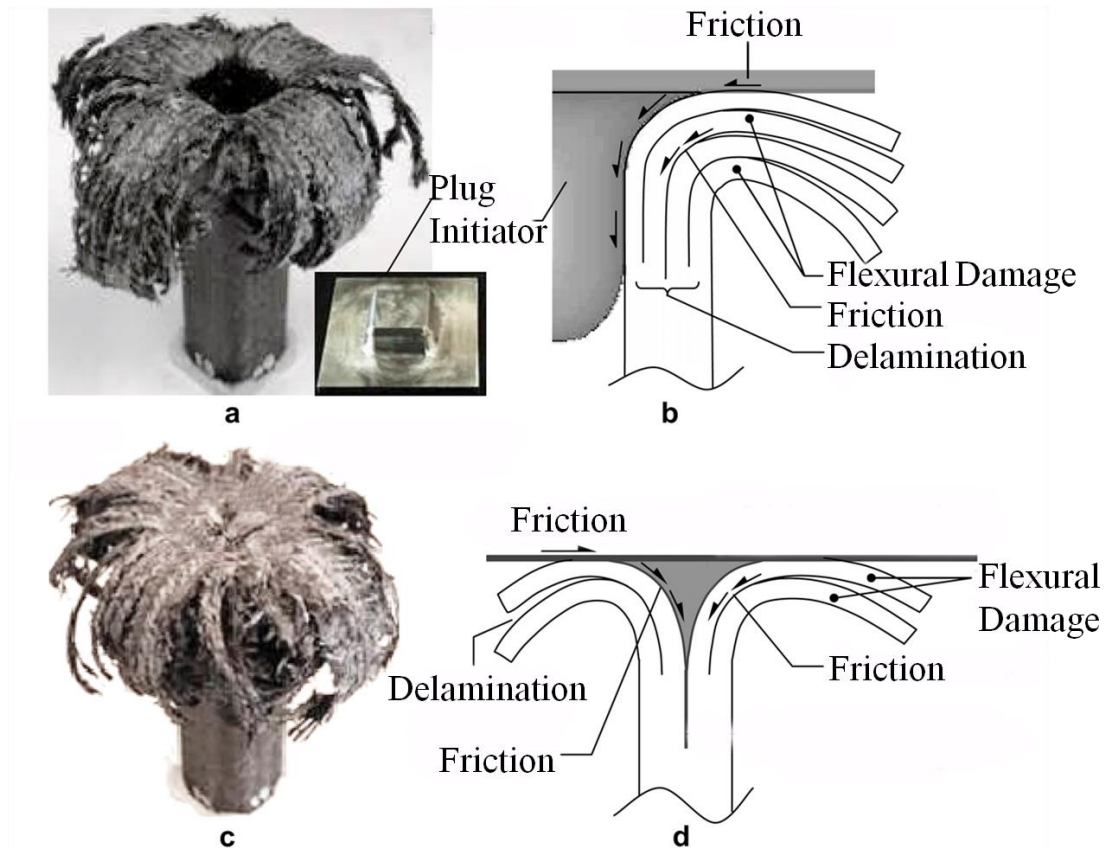 Friction
Plug
Initiator
Flexural Damage
Friction
Delamination
a
b
Friction
Flexural
Damage
Friction
Delamination
Friction
c
d